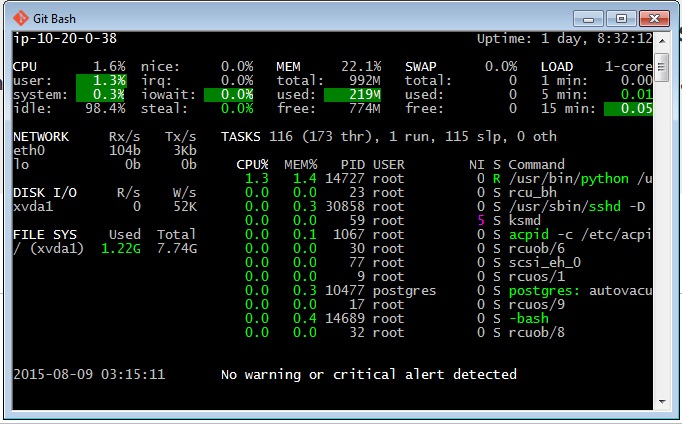 Git Bash
ip-10-20-0-38 Uptime: 1 day, 8:32:12
CPU 1.6% nice: 0.0% MEM 22.1% SWAP 0.0% LOAD 1-core
user: 1.3% irq: 0.0% total: 992M total: 0 1 min: 0.00
system: 0.3% iowait: 0.0% used: 219M used: 0 5 min: 0.01
idle: 98.4% steal: 0.0% free: 774M free: 0 15 min: 0.05
NETWORK Rx/s Tx/s TASKS 116 (173 thr), 1 run, 115 slp, 0 oth
eth0 104b 3Kb
lo 0b 0b CPU% MEM% PID USER NI S Command
1.3 1.4 14727 root 0 R /usr/bin/python /u
DISK I/O R/s W/s 0.0 0.0 23 root 0 S rcu_bh
xvda1 0 52K 0.0 0.3 30858 root 0 S /usr/sbin/sshd -D
0.0 0.0 59 root 5 S ksmd
FILE SYS Used Total 0.0 0.1 1067 root 0 S acpid -c /etc/acpi
/ (xvda1) 1.22G 7.74G 0.0 0.0 30 root 0 S rcuob/6
0.0 0.0 77 root 0 S scsi_eh_0
0.0 0.0 9 root 0 S rcuos/1
0.0 0.3 10477 postgres 0 S postgres: autovacu
0.0 0.0 17 root 0 S rcuos/9
0.0 0.4 14689 root 0 S -bash
0.0 0.0 32 root 0 S rcuob/8
2015-08-09 03:15:11 No warning or critical alert detected